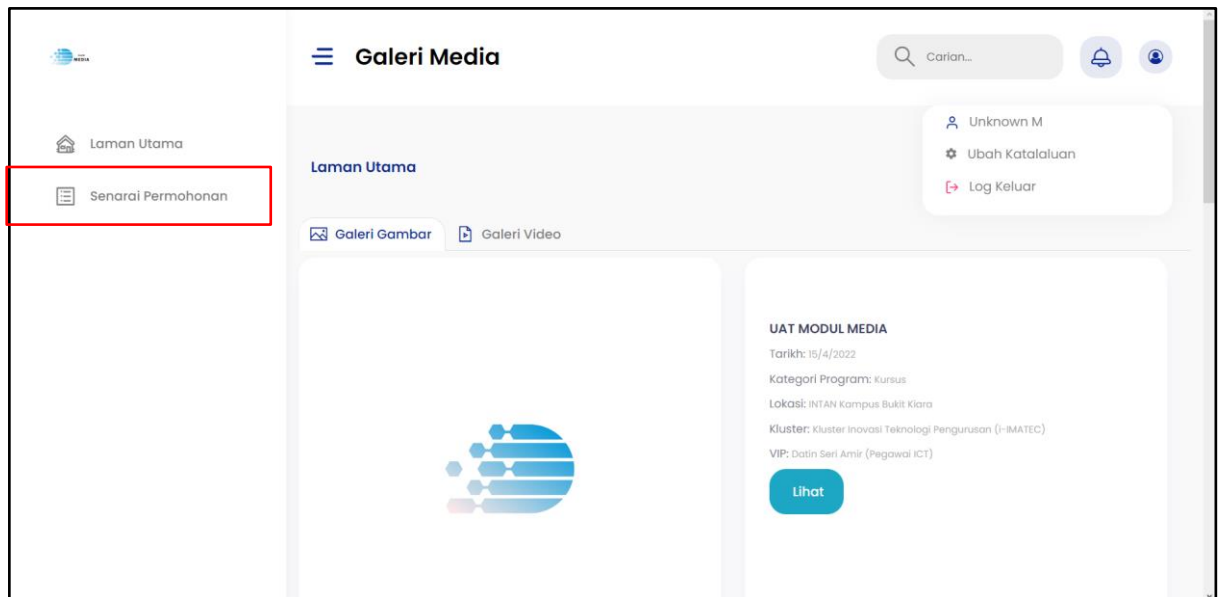 MEDIA
Galeri Media
Carian...
Laman Utama
Senarai Permohonan
Unknown M
Ubah Katalaluan
Log Keluar
Laman Utama
Galeri Gambar
Galeri Video
UAT MODUL MEDIA
Tarikh: 15/4/2022
Kategori Program: Kursus
Lokasi: INTAN Kampus Bukit Kiara
Kluster: Kluster Inovasi Teknologi Pengurusan (i-IMATEC)
VIP: Datin Seri Amir (Pegawai ICT)
Lihat